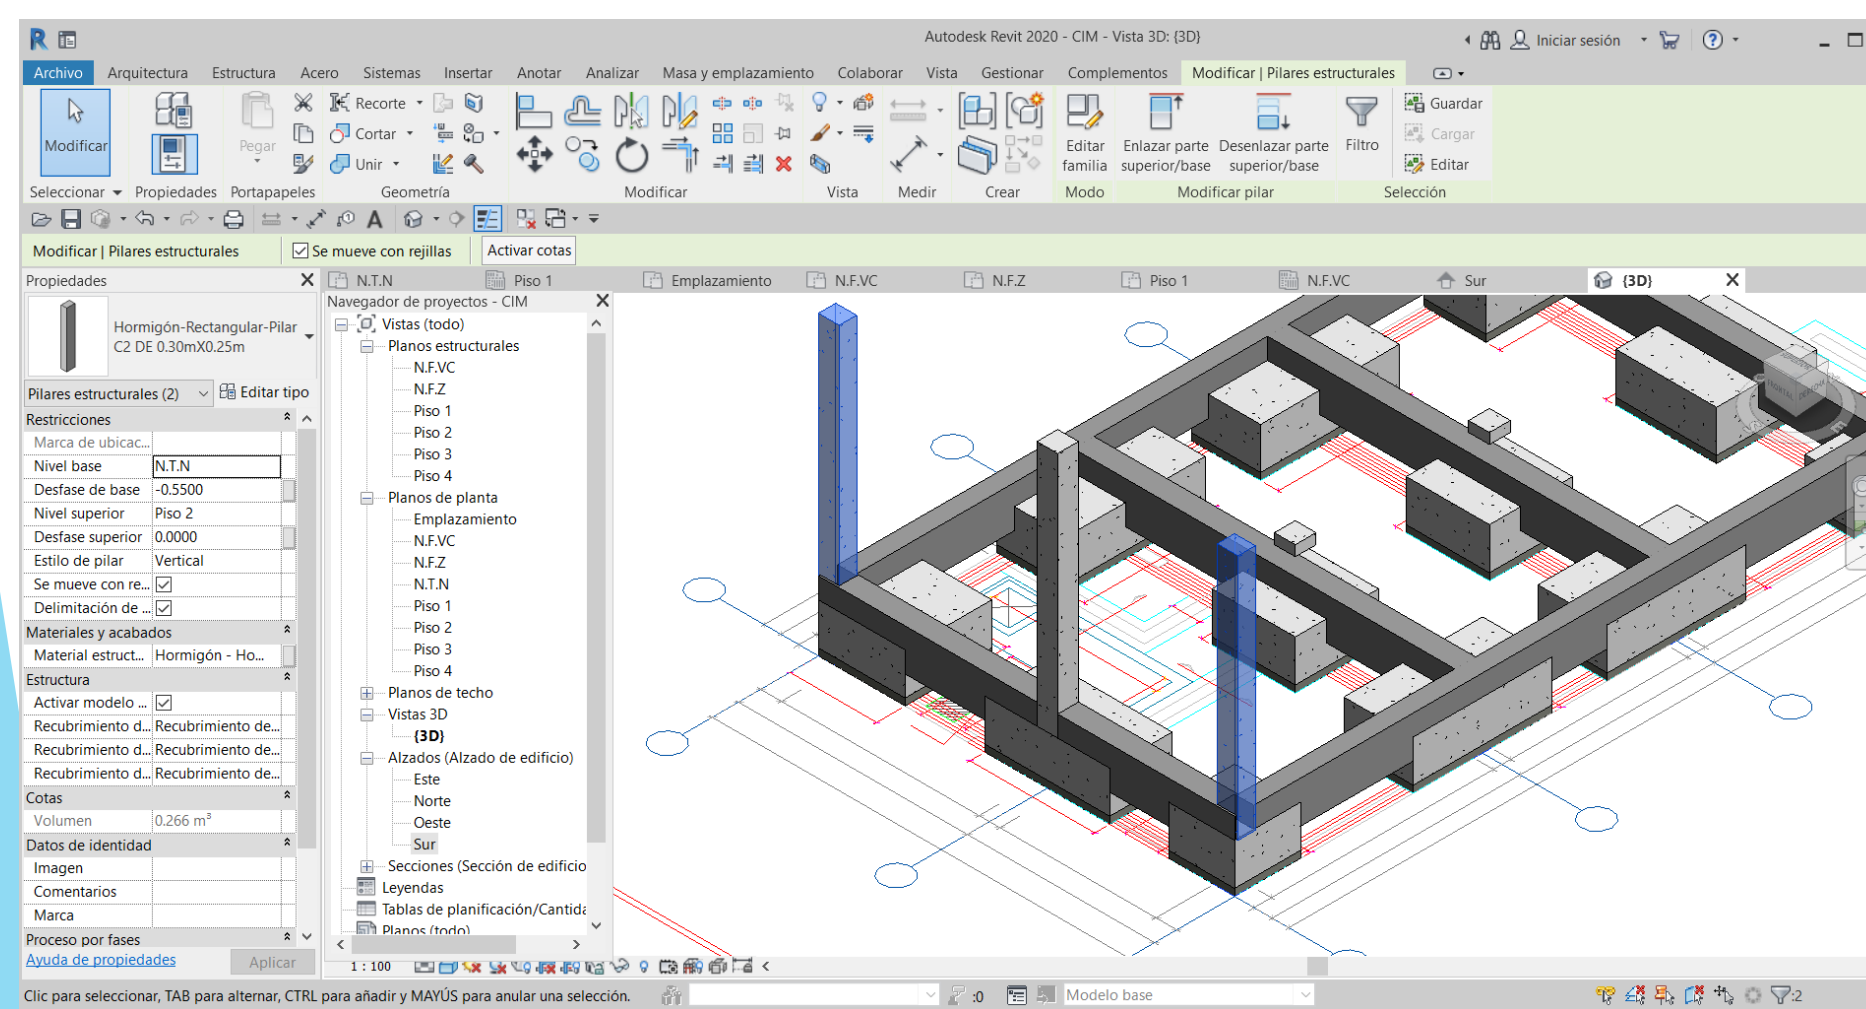 Autodesk Revit 2020 - CIM - Vista 3D: {3D}
Iniciar sesión
Archivo Arquitectura Estructura Acero Sistemas Insertar Anotar Analizar Masa y emplazamiento Colaborar Vista Gestionar Complementos Modificar | Pilares estructurales
Recorte
Guardar
Cortar
Cargar
Modificar
Pegar
Editar familia
Enlazar parte superior/base
Desenlazar parte superior/base
Filtro
Unir
Editar
Seleccionar Propiedades Portapapeles Geometría Modificar Vista Medir Crear Modo Modificar pilar Selección
Modificar | Pilares estructurales Se mueve con rejillas Activar cotas
Propiedades
N.T.N Piso 1 Emplazamiento N.F.VC N.F.Z Piso 1 N.F.VC Sur {3D}
Hormigón-Rectangular-Pilar
C2 DE 0.30mX0.25m
Pilares estructurales (2) Editar tipo
Restricciones
Marca de ubicac...
Nivel base N.T.N
Desfase de base -0.5500
Nivel superior Piso 2
Desfase superior 0.0000
Estilo de pilar Vertical
Se mueve con re...
Delimitación de ...
Materiales y acabados
Material estruct... Hormigón - Ho...
Estructura
Activar modelo ...
Recubrimiento d... Recubrimiento de...
Recubrimiento d... Recubrimiento de...
Recubrimiento d... Recubrimiento de...
Cotas
Volumen 0.266 m³
Datos de identidad
Imagen
Comentarios
Marca
Proceso por fases
Ayuda de propiedades Aplicar
Navegador de proyectos - CIM
Vistas (todo)
Planos estructurales
N.F.VC
N.F.Z
Piso 1
Piso 2
Piso 3
Piso 4
Planos de planta
Emplazamiento
N.F.VC
N.F.Z
N.T.N
Piso 1
Piso 2
Piso 3
Piso 4
Planos de techo
Vistas 3D
{3D}
Alzados (Alzado de edificio)
Este
Norte
Oeste
Sur
Secciones (Sección de edificio
Leyendas
Tablas de planificación/Cantida
Planos (todo)
FRONTAL
1 : 100
Clic para seleccionar, TAB para alternar, CTRL para añadir y MAYÚS para anular una selección.
:0
Modelo base
:2